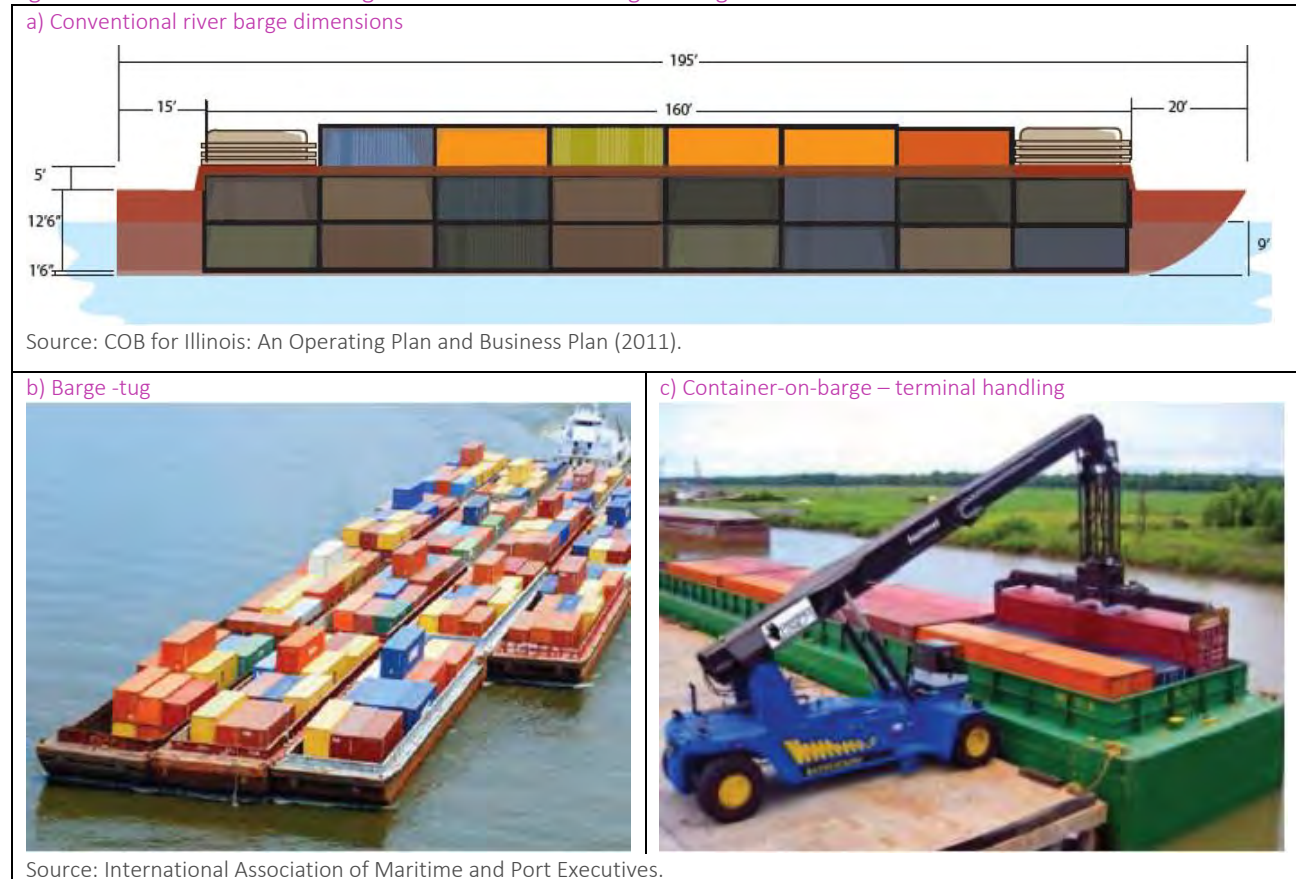 a) Conventional river barge dimensions
195'
15'
160'
20'
5'
12'6"
1'6"
9'
Source: COB for Illinois: An Operating Plan and Business Plan (2011).
b) Barge -tug
c) Container-on-barge – terminal handling
Source: International Association of Maritime and Port Executives.